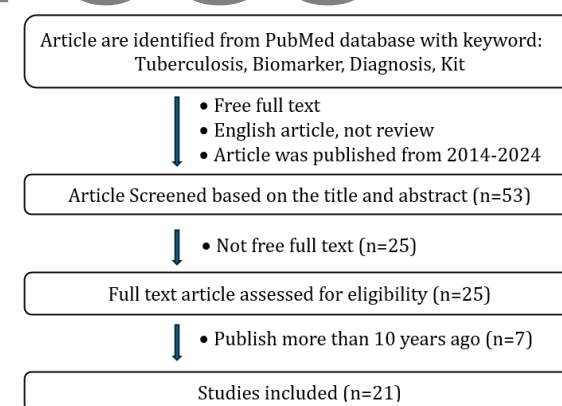 Article are identified from PubMed database with keyword:
Tuberculosis, Biomarker, Diagnosis, Kit
• Free full text
• English article, not review
• Article was published from 2014-2024
Article Screened based on the title and abstract (n=53)
• Not free full text (n=25)
Full text article assessed for eligibility (n=25)
• Publish more than 10 years ago (n=7)
Studies included (n=21)